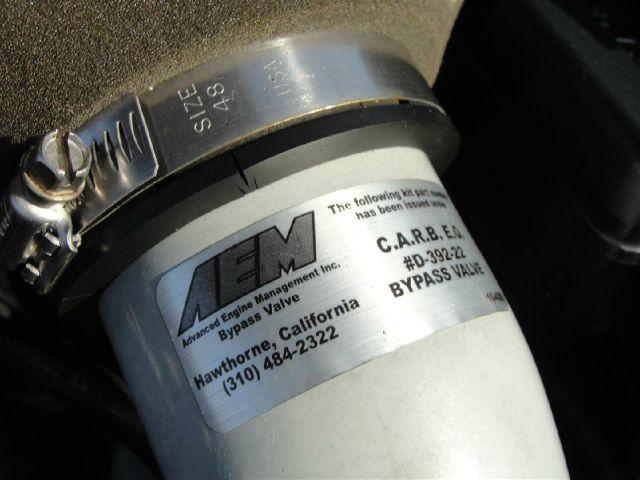 SIZE
48
USA
AEM
Advanced Engine Management Inc.
Bypass Valve
Hawthorne, California
(310) 484-2322
The following kit part
has been issued under
C.A.R.B. E.O.
#D-392-22
BYPASS VALVE